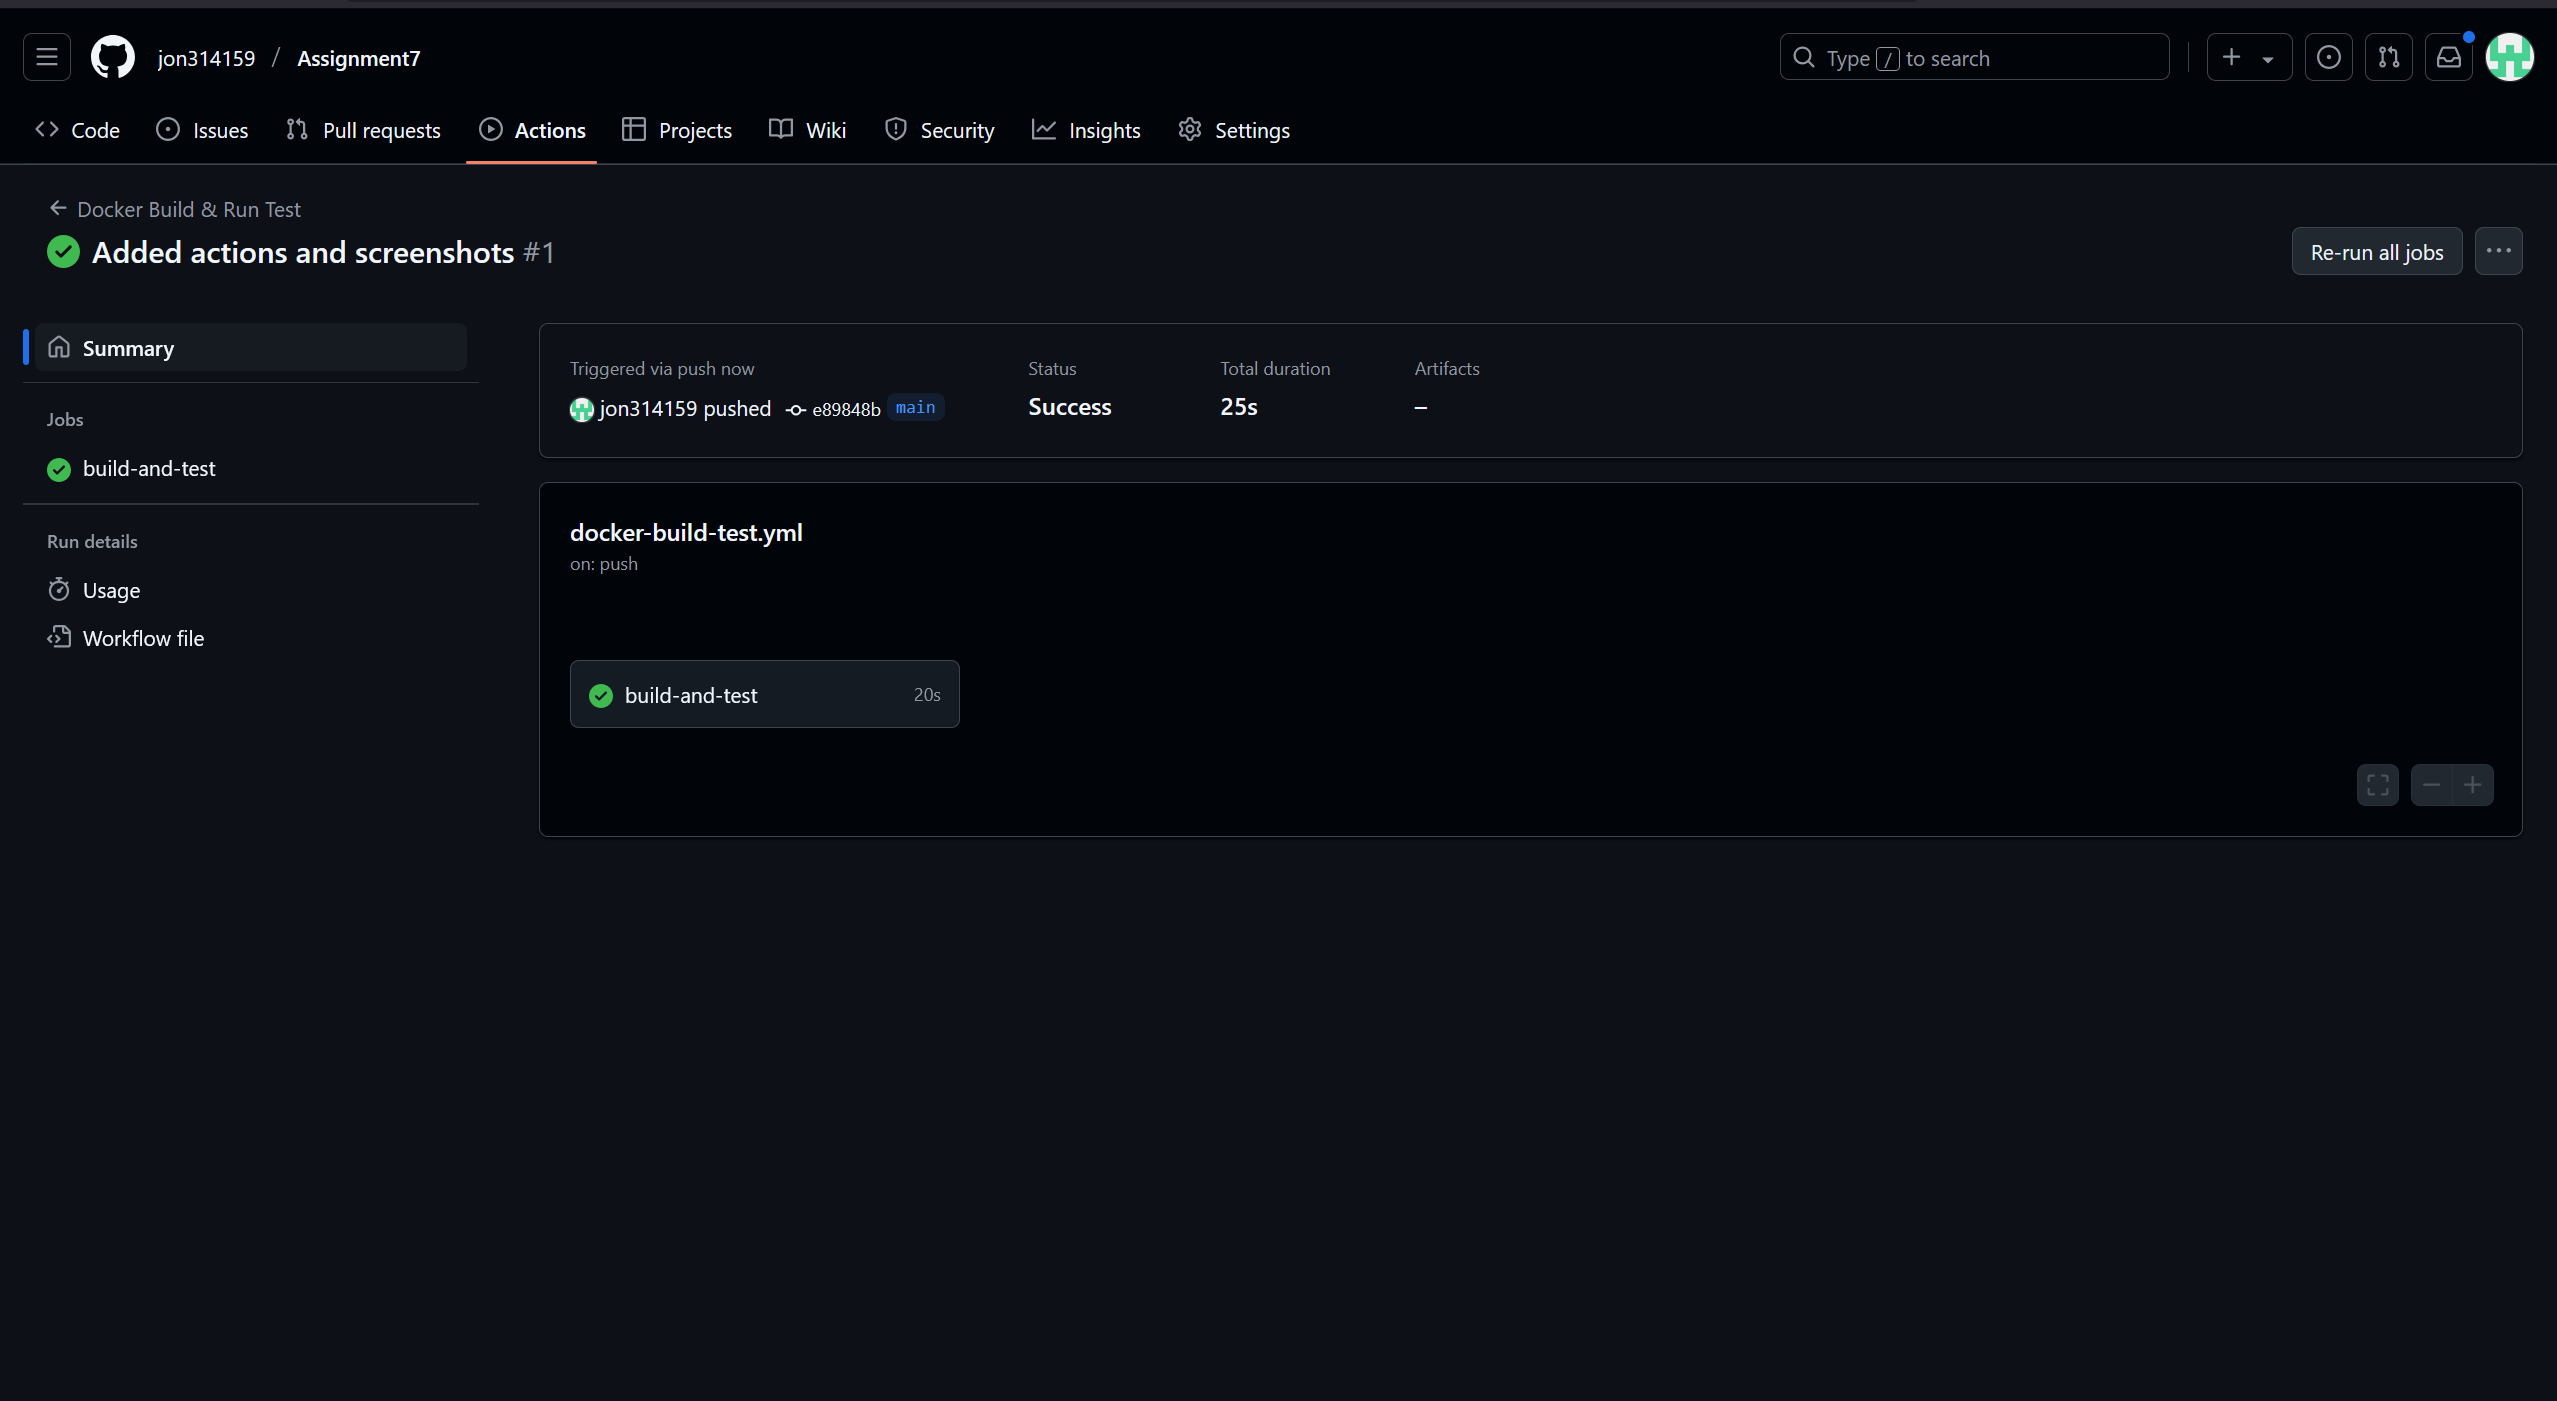 jon314159 / Assignment7
Type / to search
Code Issues Pull requests Actions Projects Wiki Security Insights Settings
Docker Build & Run Test
Added actions and screenshots #1
Re-run all jobs
Summary
Jobs
build-and-test
Run details
Usage
Workflow file
Triggered via push now
jon314159 pushed e89848b main
Status
Success
Total duration
25s
Artifacts
–
docker-build-test.yml
on: push
build-and-test 20s